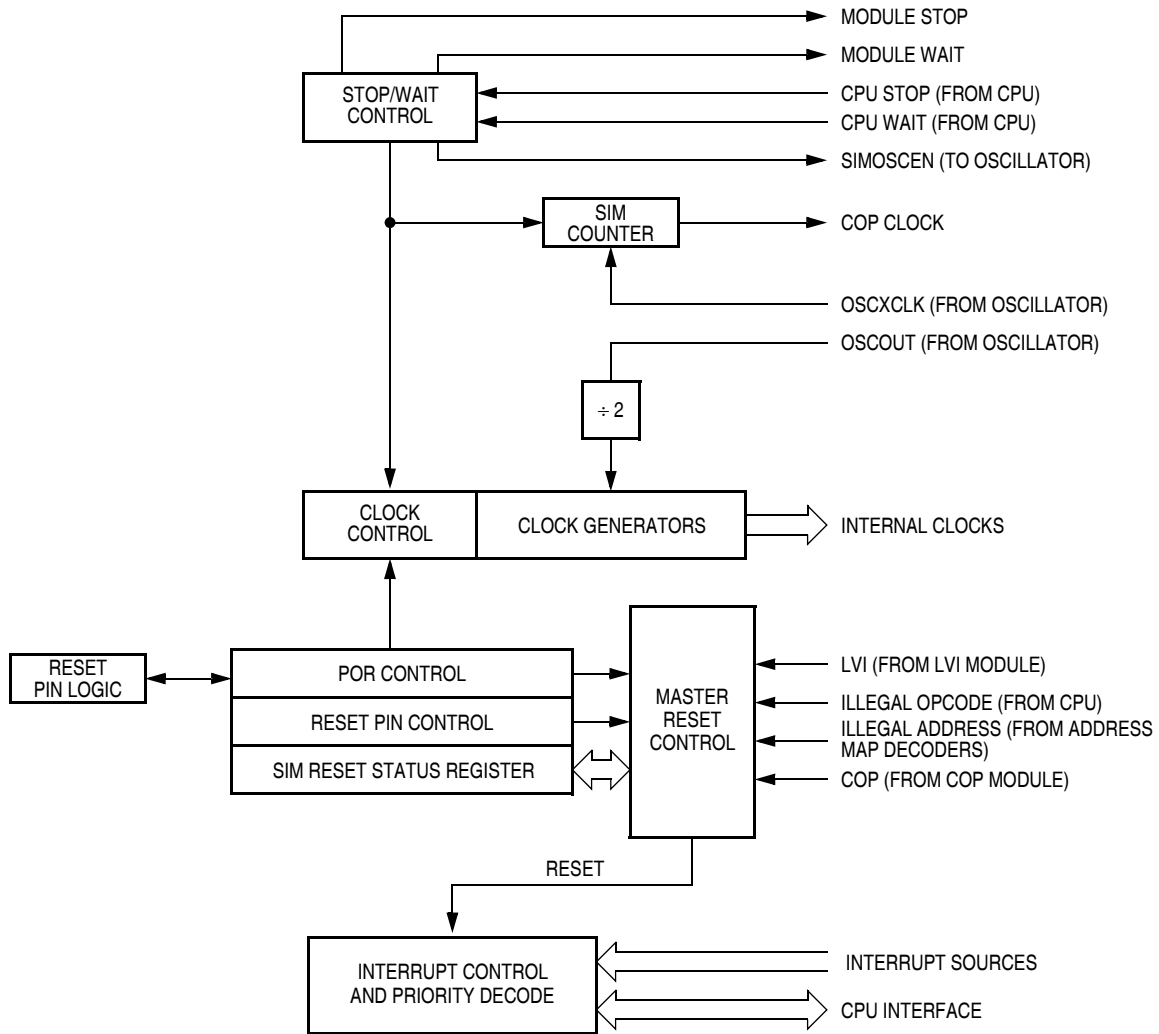 MODULE STOP
MODULE WAIT
STOP/WAIT
CONTROL
CPU STOP (FROM CPU)
CPU WAIT (FROM CPU)
SIMOSCEN (TO OSCILLATOR)
SIM
COUNTER
COP CLOCK
OSCXCLK (FROM OSCILLATOR)
OSCOUT (FROM OSCILLATOR)
÷ 2
CLOCK
CONTROL
CLOCK GENERATORS
INTERNAL CLOCKS
RESET
PIN LOGIC
POR CONTROL
RESET PIN CONTROL
SIM RESET STATUS REGISTER
MASTER
RESET
CONTROL
LVI (FROM LVI MODULE)
ILLEGAL OPCODE (FROM CPU)
ILLEGAL ADDRESS (FROM ADDRESS
MAP DECODERS)
COP (FROM COP MODULE)
RESET
INTERRUPT CONTROL
AND PRIORITY DECODE
INTERRUPT SOURCES
CPU INTERFACE